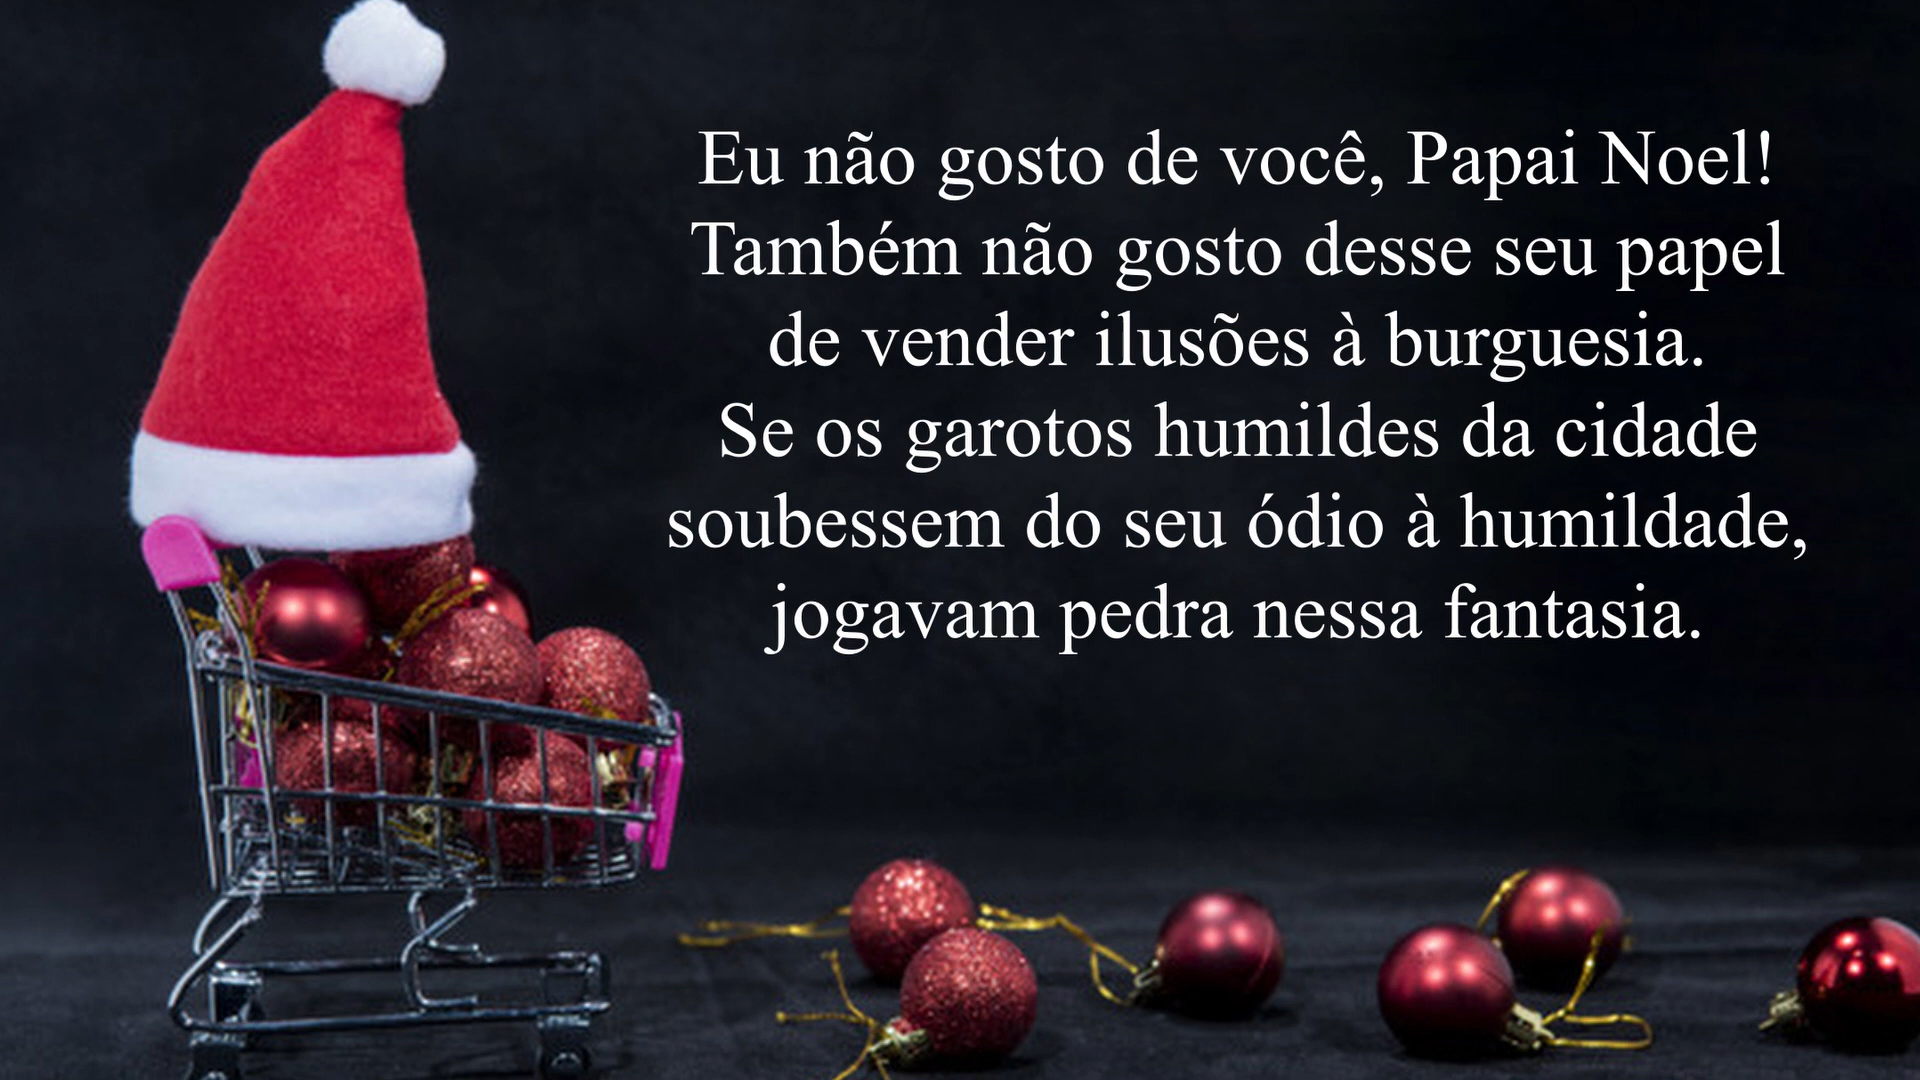 Eu não gosto de você, Papai Noel!
Também não gosto desse seu papel
de vender ilusões à burguesia.
Se os garotos humildes da cidade
soubessem do seu ódio à humildade,
jogavam pedra nessa fantasia.